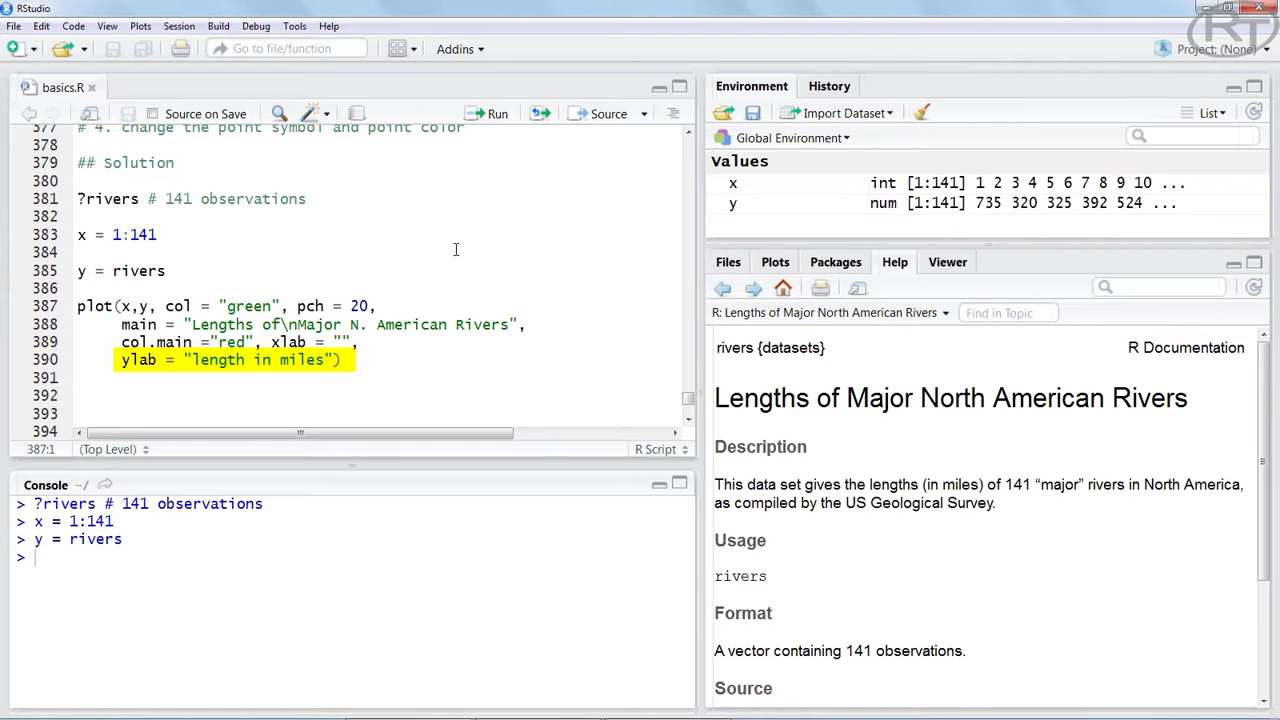 RStudio
File Edit Code View Plots Session Build Debug Tools Help
Go to file/function Addins Project: (None)
RT
basics.R
Source on Save Run Source
377 # 4. change the point symbol and point color
378
379 ## Solution
380
381 ?rivers # 141 observations
382
383 x = 1:141
384
385 y = rivers
386
387 plot(x,y, col = "green", pch = 20,
388 main = "Lengths of\nMajor N. American Rivers",
389 col.main ="red", xlab = "",
390 ylab = "length in miles")
391
392
393
394
387:1 (Top Level) R Script
Console ~/
> ?rivers # 141 observations
> x = 1:141
> y = rivers
>
Environment History
Import Dataset List
Global Environment
Values
x int [1:141] 1 2 3 4 5 6 7 8 9 10 ...
y num [1:141] 735 320 325 392 524 ...
Files Plots Packages Help Viewer
R: Lengths of Major North American Rivers Find in Topic
rivers {datasets} R Documentation
Lengths of Major North American Rivers
Description
This data set gives the lengths (in miles) of 141 “major” rivers in North America,
as compiled by the US Geological Survey.
Usage
rivers
Format
A vector containing 141 observations.
Source